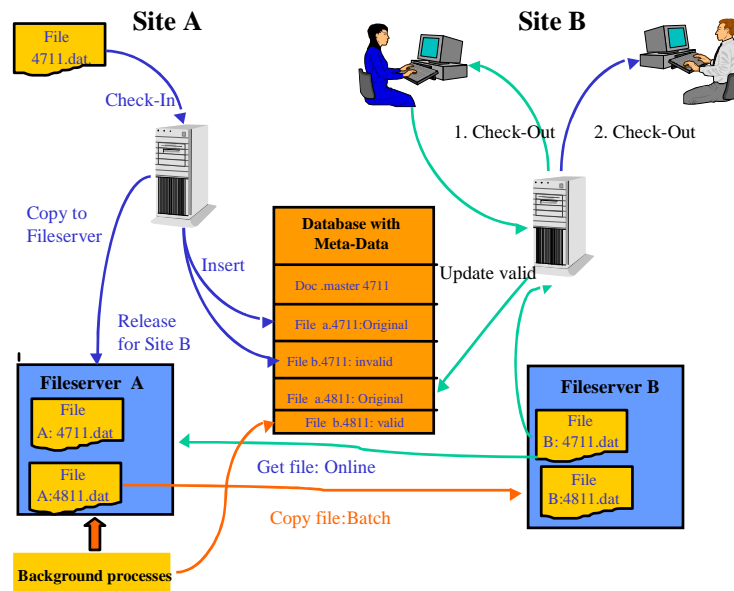 Site A
Site B
File
4711.dat.
Check-In
1. Check-Out
2. Check-Out
Copy to
Fileserver
Insert
Database with
Meta-Data
Doc .master 4711
File a.4711:Original
File b.4711: invalid
File a.4811: Original
File b.4811: valid
Update valid
Release
for Site B
Fileserver A
File
A: 4711.dat
File
A:4811.dat
Fileserver B
File
B: 4711.dat
File
B:4811.dat
Get file: Online
Copy file:Batch
Background processes